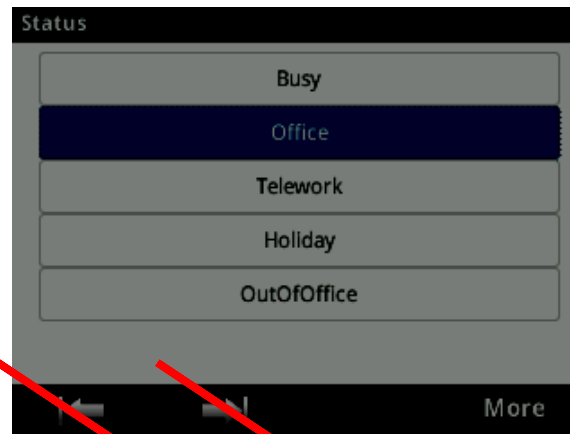 Status
Busy
Office
Telework
Holiday
OutOfOffice
More